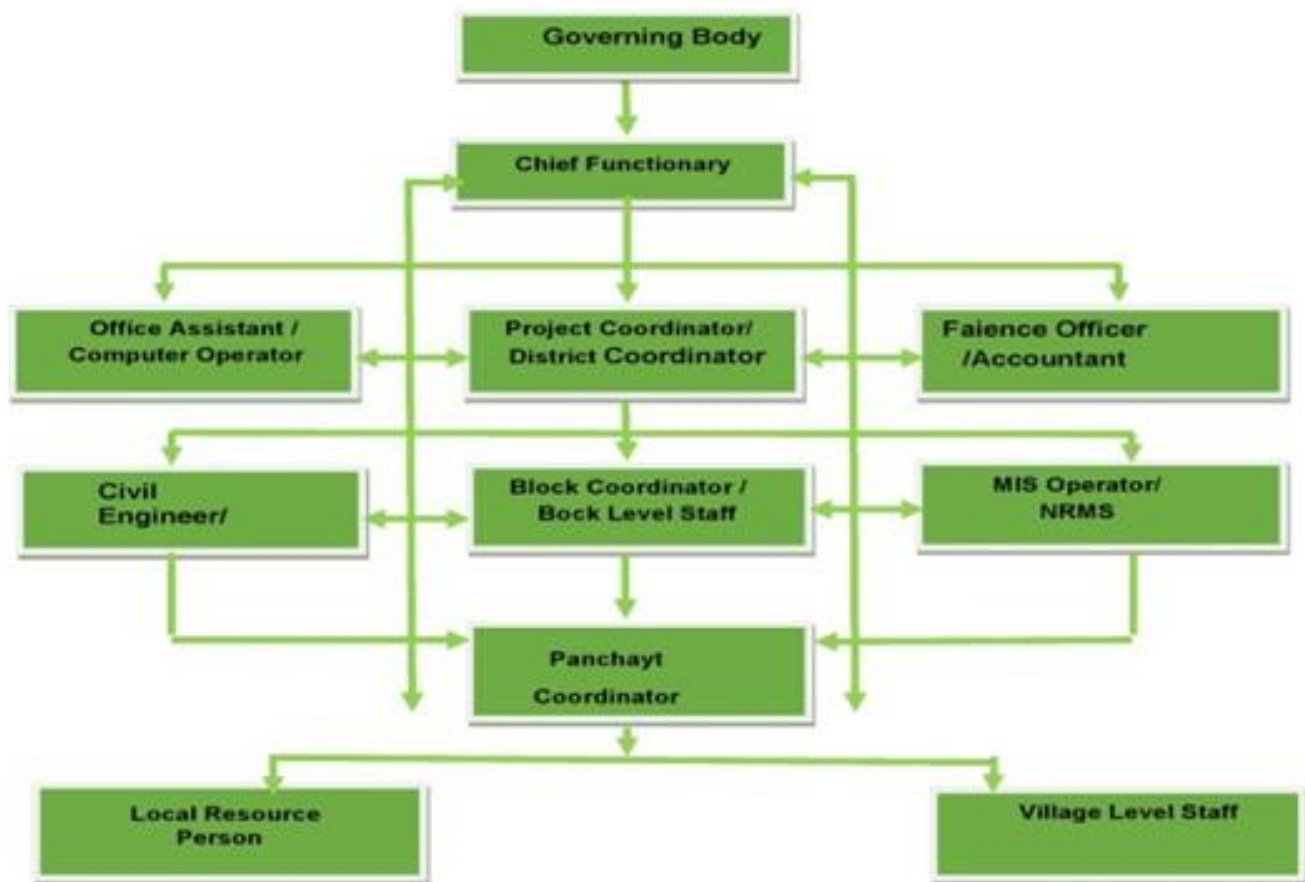 Governing Body
Chief Functionary
Office Assistant /
Computer Operator
Project Coordinator/
District Coordinator
Faience Officer
/Accountant
Civil
Engineer/
Block Coordinator /
Bock Level Staff
MIS Operator/
NRMS
Panchayt
Coordinator
Local Resource
Person
Village Level Staff